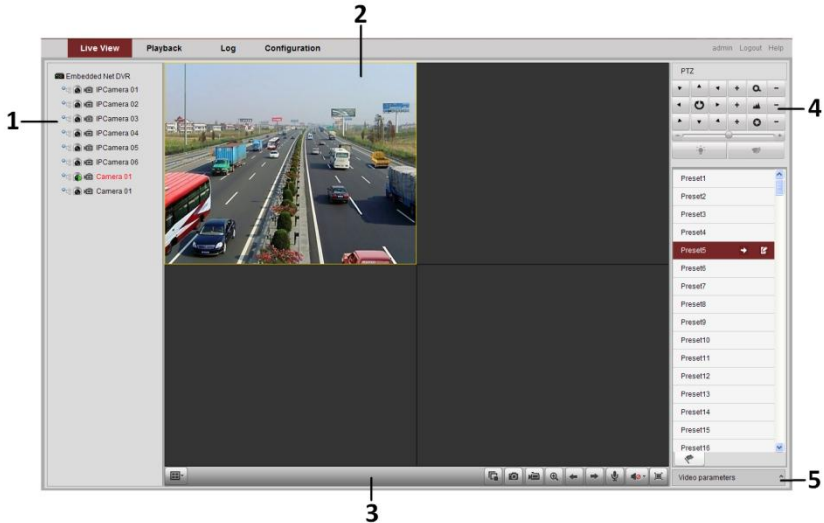 2
Live View Playback Log Configuration admin Logout Help
Embedded Net DVR
IPCamera 01
IPCamera 02
1
IPCamera 03
IPCamera 04
IPCamera 05
IPCamera 06
Camera 01
Camera 01
PTZ
4
Preset1
Preset2
Preset3
Preset4
Preset5
Preset6
Preset7
Preset8
Preset9
Preset10
Preset11
Preset12
Preset13
Preset14
Preset15
Preset16
Video parameters
5
3